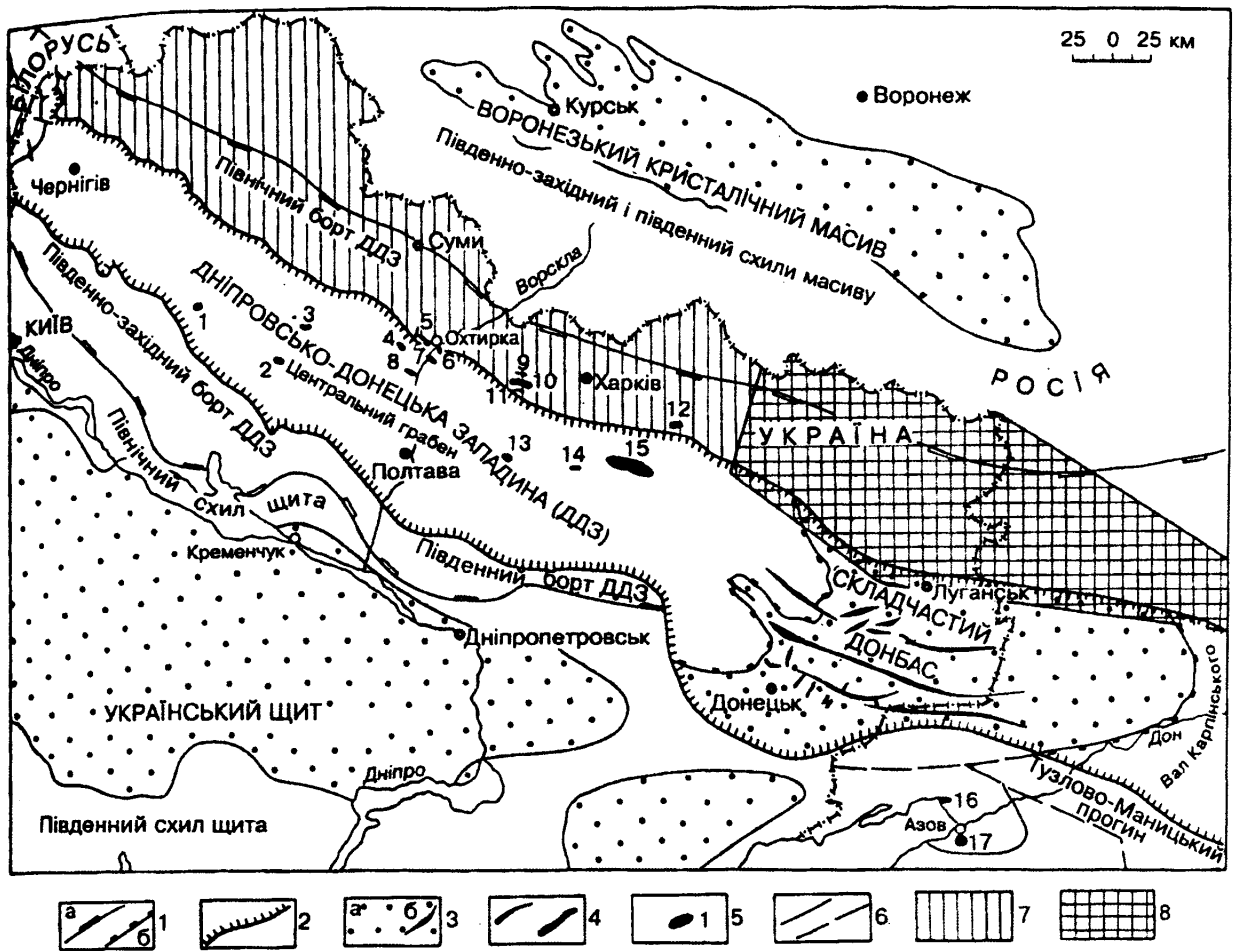 25 0 25 км
БІЛОРУСЬ
Курськ
Воронеж
ВОРОНЕЗЬКИЙ КРИСТАЛІЧНИЙ МАСИВ
Південно-західний і південний схили масиву
Чернігів
Північний борт ДДЗ
Суми
Ворскла
РОСІЯ
УКРАЇНА
КИЇВ
Дніпро
Південно-західний борт ДДЗ
ДНІПРОВСЬКО-ДОНЕЦЬКА ЗАПАДИНА (ДДЗ)
Центральний грабен
1
2
3
4
5
Охтирка
6
7
8
9
10
11
Харків
12
13
14
15
Полтава
Північний схил щита
Кременчук
Південний борт ДДЗ
Дніпропетровськ
СКЛАДЧАСТИЙ
ДОНБАС
Луганськ
Донецьк
УКРАЇНСЬКИЙ ЩИТ
Дніпро
Південний схил щита
Дон
Вал Карпінського
Тузлово-Маницький
прогин
16
Азов
17
а б 1
2
а б 3
4
1 5
6
7
8